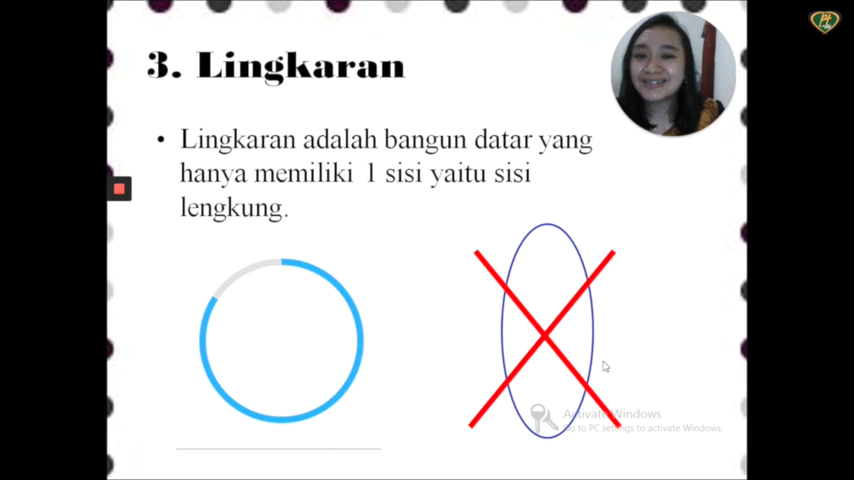 3. Lingkaran
• Lingkaran adalah bangun datar yang
hanya memiliki 1 sisi yaitu sisi
lengkung.
Activate Windows
Go to PC settings to activate Windows.